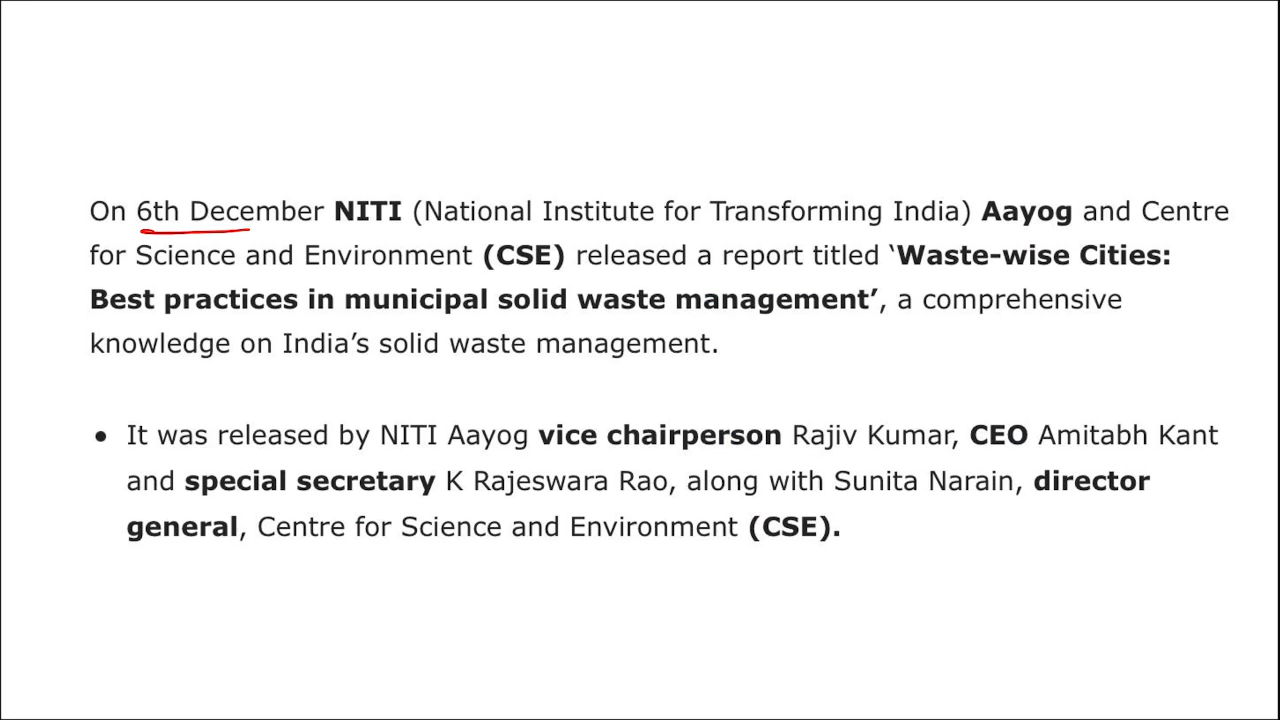 On 6th December NITI (National Institute for Transforming India) Aayog and Centre
for Science and Environment (CSE) released a report titled ‘Waste-wise Cities:
Best practices in municipal solid waste management’, a comprehensive
knowledge on India’s solid waste management.
● It was released by NITI Aayog vice chairperson Rajiv Kumar, CEO Amitabh Kant
and special secretary K Rajeswara Rao, along with Sunita Narain, director
general, Centre for Science and Environment (CSE).